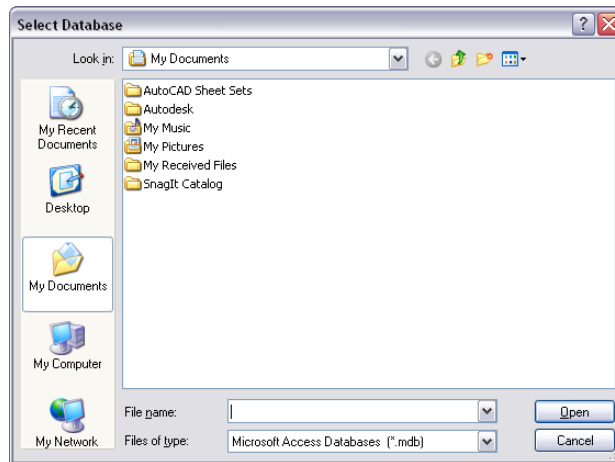 Select Database
Look in:
My Documents
AutoCAD Sheet Sets
Autodesk
My Music
My Pictures
My Received Files
SnagIt Catalog
My Recent
Documents
Desktop
My Documents
My Computer
My Network
File name:
Open
Files of type:
Microsoft Access Databases (*.mdb)
Cancel